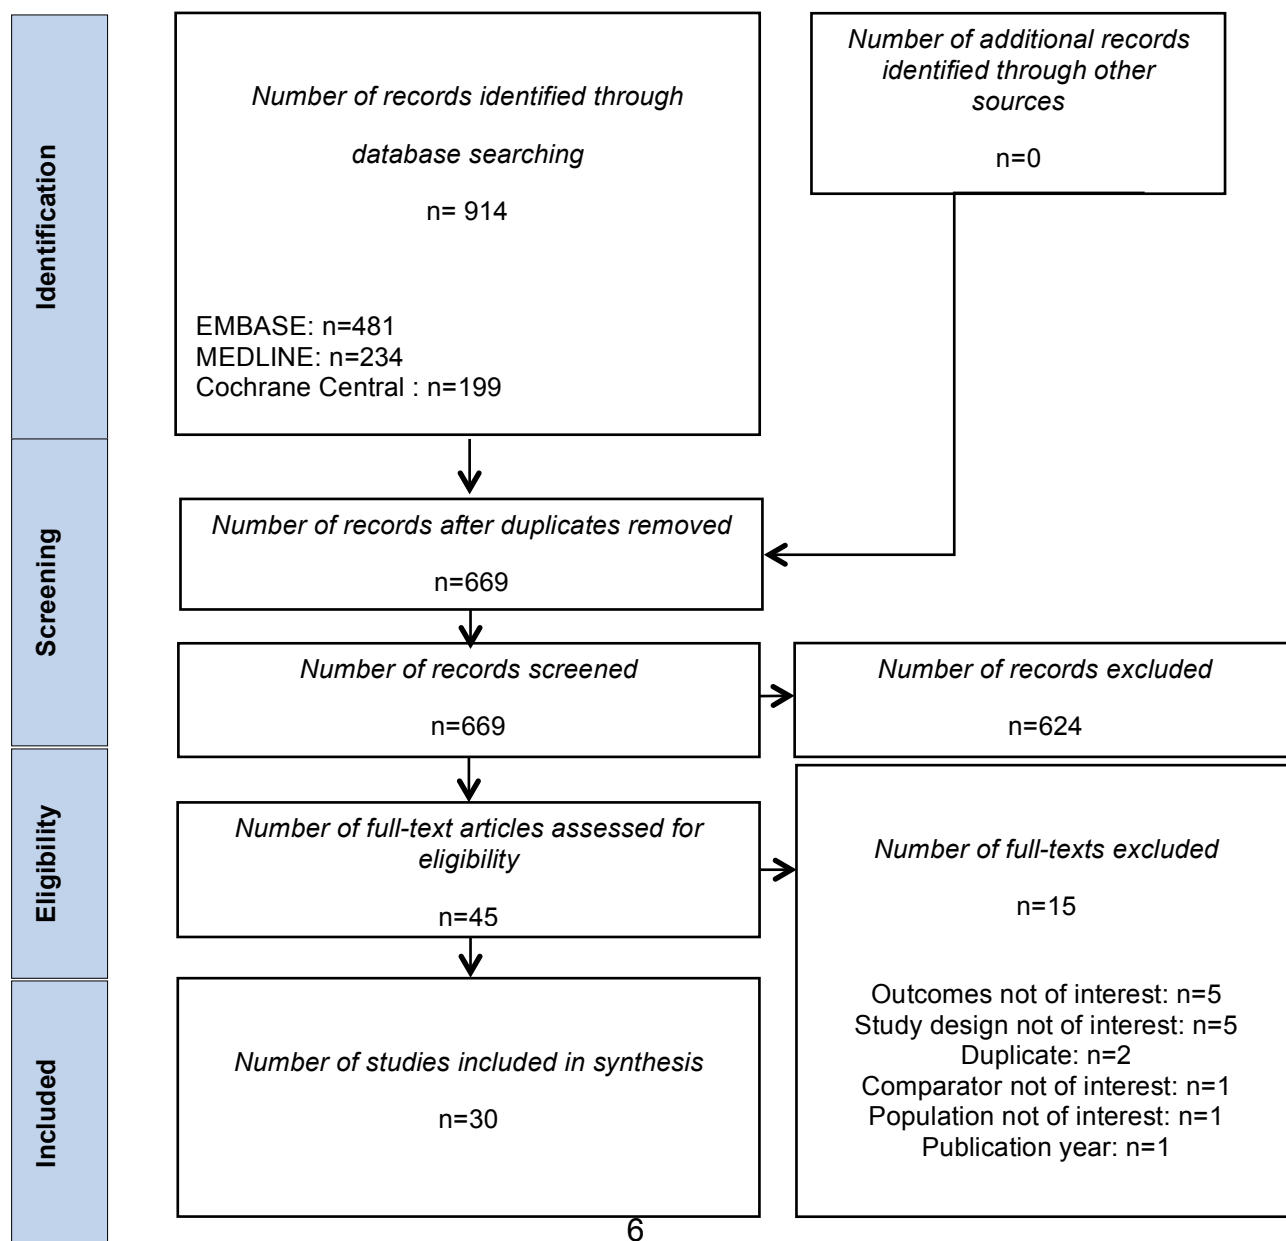 Identification
Number of records identified through
database searching
n= 914
EMBASE: n=481
MEDLINE: n=234
Cochrane Central : n=199
Number of additional records
identified through other
sources
n=0
Screening
Number of records after duplicates removed
n=669
Number of records screened
n=669
Number of records excluded
n=624
Eligibility
Number of full-text articles assessed for
eligibility
n=45
Number of full-texts excluded
n=15
Outcomes not of interest: n=5
Study design not of interest: n=5
Duplicate: n=2
Comparator not of interest: n=1
Population not of interest: n=1
Publication year: n=1
Included
Number of studies included in synthesis
n=30
6